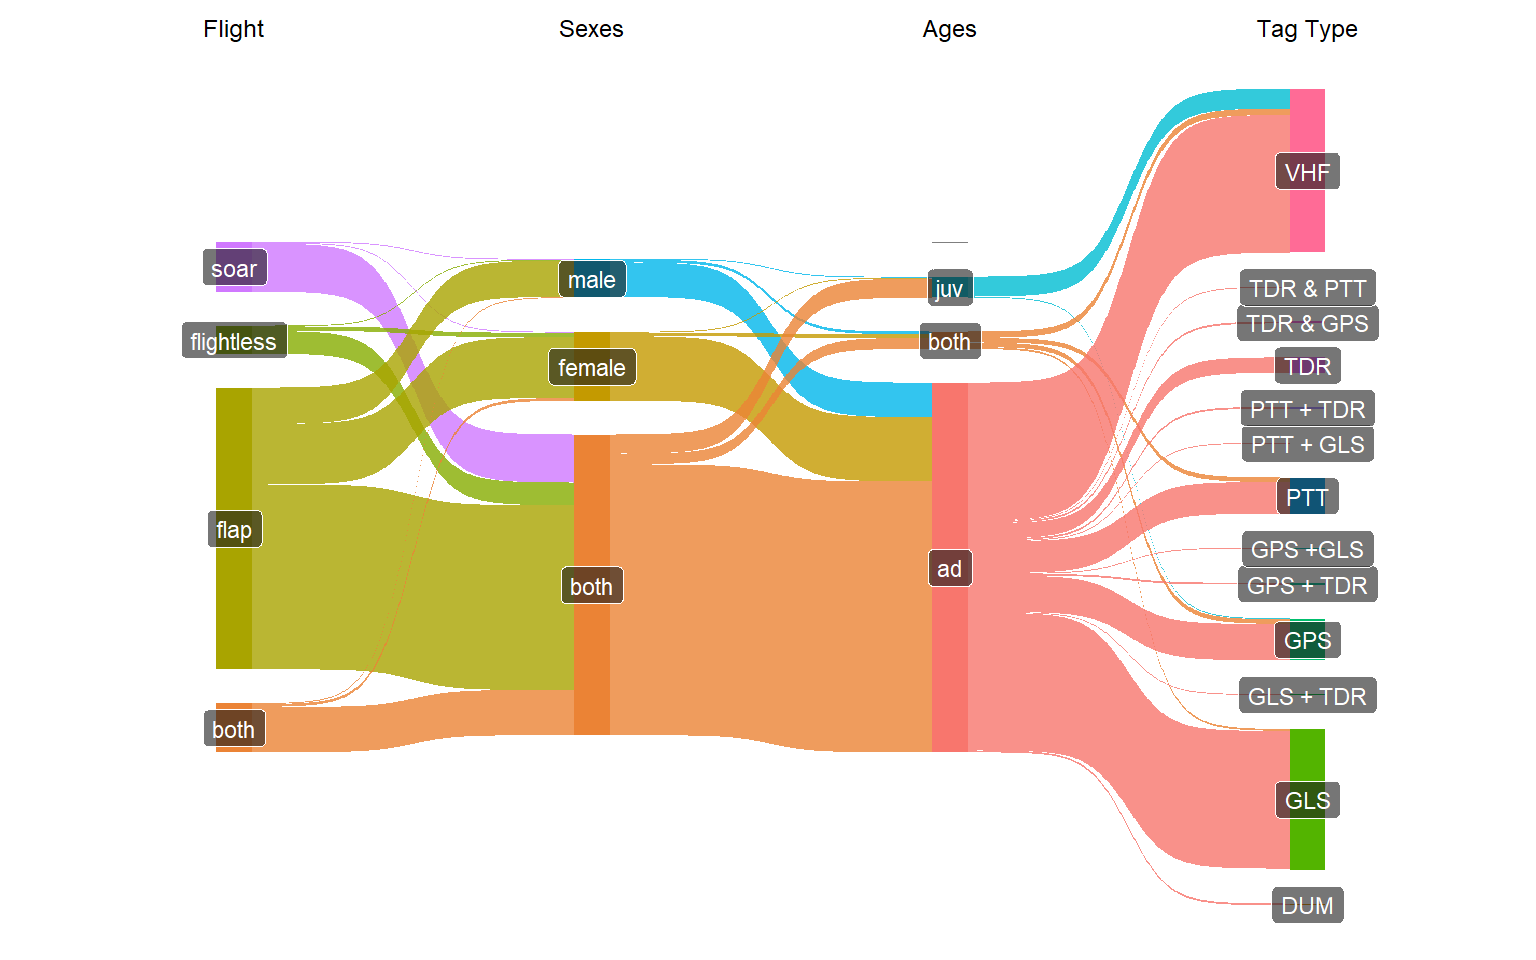 Flight Sexes Ages Tag Type
soar
flightless
flap
both
male
female
both
juv
both
ad
VHF
TDR & PTT
TDR & GPS
TDR
PTT + TDR
PTT + GLS
PTT
GPS +GLS
GPS + TDR
GPS
GLS + TDR
GLS
DUM